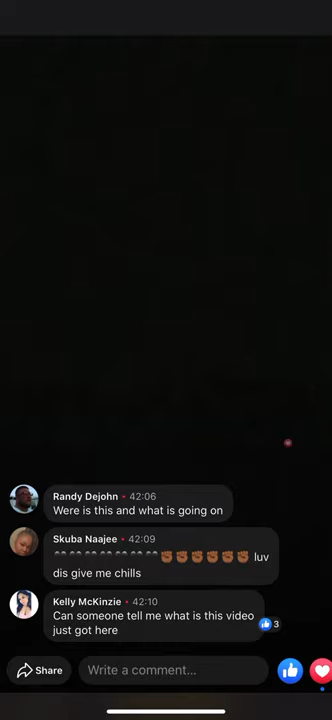 Randy Dejohn • 42:06
Were is this and what is going on
Skuba Naajee • 42:09
luv
dis give me chills
Kelly McKinzie • 42:10
Can someone tell me what is this video
just got here
3
Share
Write a comment...